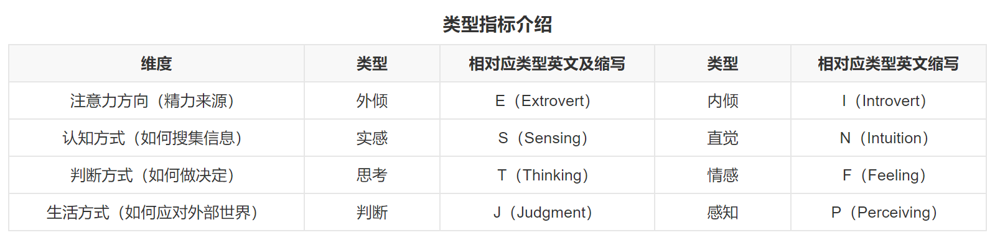 类型指标介绍
维度 类型 相对应类型英文及缩写 类型 相对应类型英文缩写
注意力方向（精力来源） 外倾 E（Extrovert） 内倾 I（Introvert）
认知方式（如何搜集信息） 实感 S（Sensing） 直觉 N（Intuition）
判断方式（如何做决定） 思考 T（Thinking） 情感 F（Feeling）
生活方式（如何应对外部世界） 判断 J（Judgment） 感知 P（Perceiving）